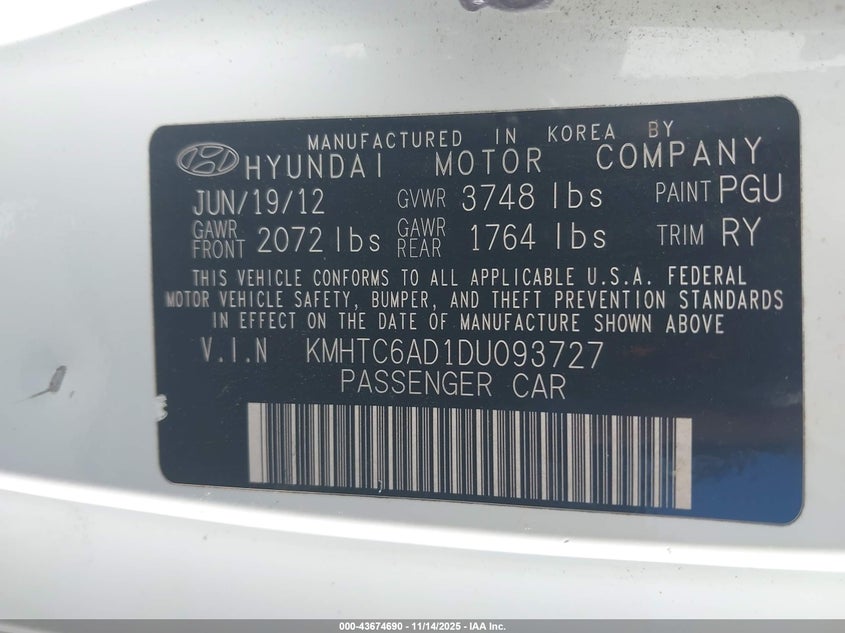 MANUFACTURED IN KOREA BY
HYUNDAI MOTOR COMPANY
JUN/19/12 GVWR 3748 lbs PAINT PGU
GAWR FRONT 2072 lbs GAWR REAR 1764 lbs TRIM RY
THIS VEHICLE CONFORMS TO ALL APPLICABLE U.S.A. FEDERAL
MOTOR VEHICLE SAFETY, BUMPER, AND THEFT PREVENTION STANDARDS
IN EFFECT ON THE DATE OF MANUFACTURE SHOWN ABOVE
V.I.N KMHTC6AD1DU093727
PASSENGER CAR
000-43674690 | 11/14/2025 - IAA Inc.